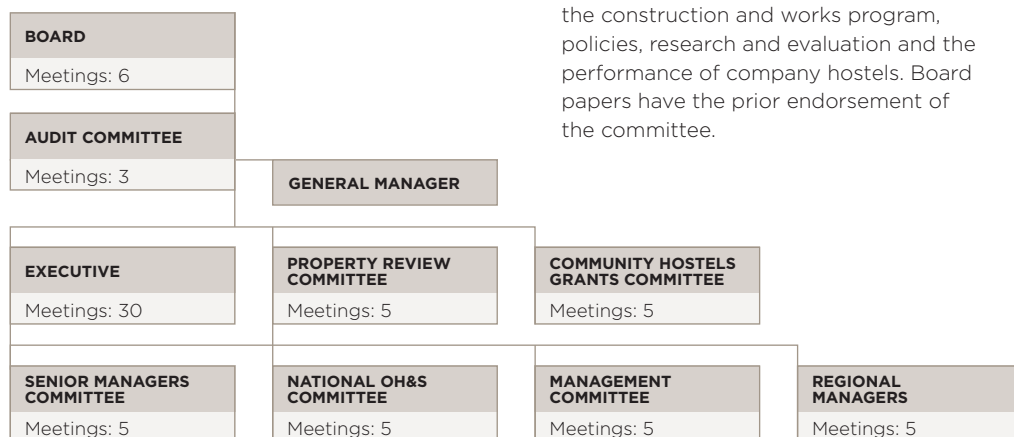 the construction and works program,
policies, research and evaluation and the
performance of company hostels. Board
papers have the prior endorsement of
the committee.
BOARD
Meetings: 6
AUDIT COMMITTEE
Meetings: 3
GENERAL MANAGER
EXECUTIVE
Meetings: 30
PROPERTY REVIEW
COMMITTEE
Meetings: 5
COMMUNITY HOSTELS
GRANTS COMMITTEE
Meetings: 5
SENIOR MANAGERS
COMMITTEE
Meetings: 5
NATIONAL OH&S
COMMITTEE
Meetings: 5
MANAGEMENT
COMMITTEE
Meetings: 5
REGIONAL
MANAGERS
Meetings: 5